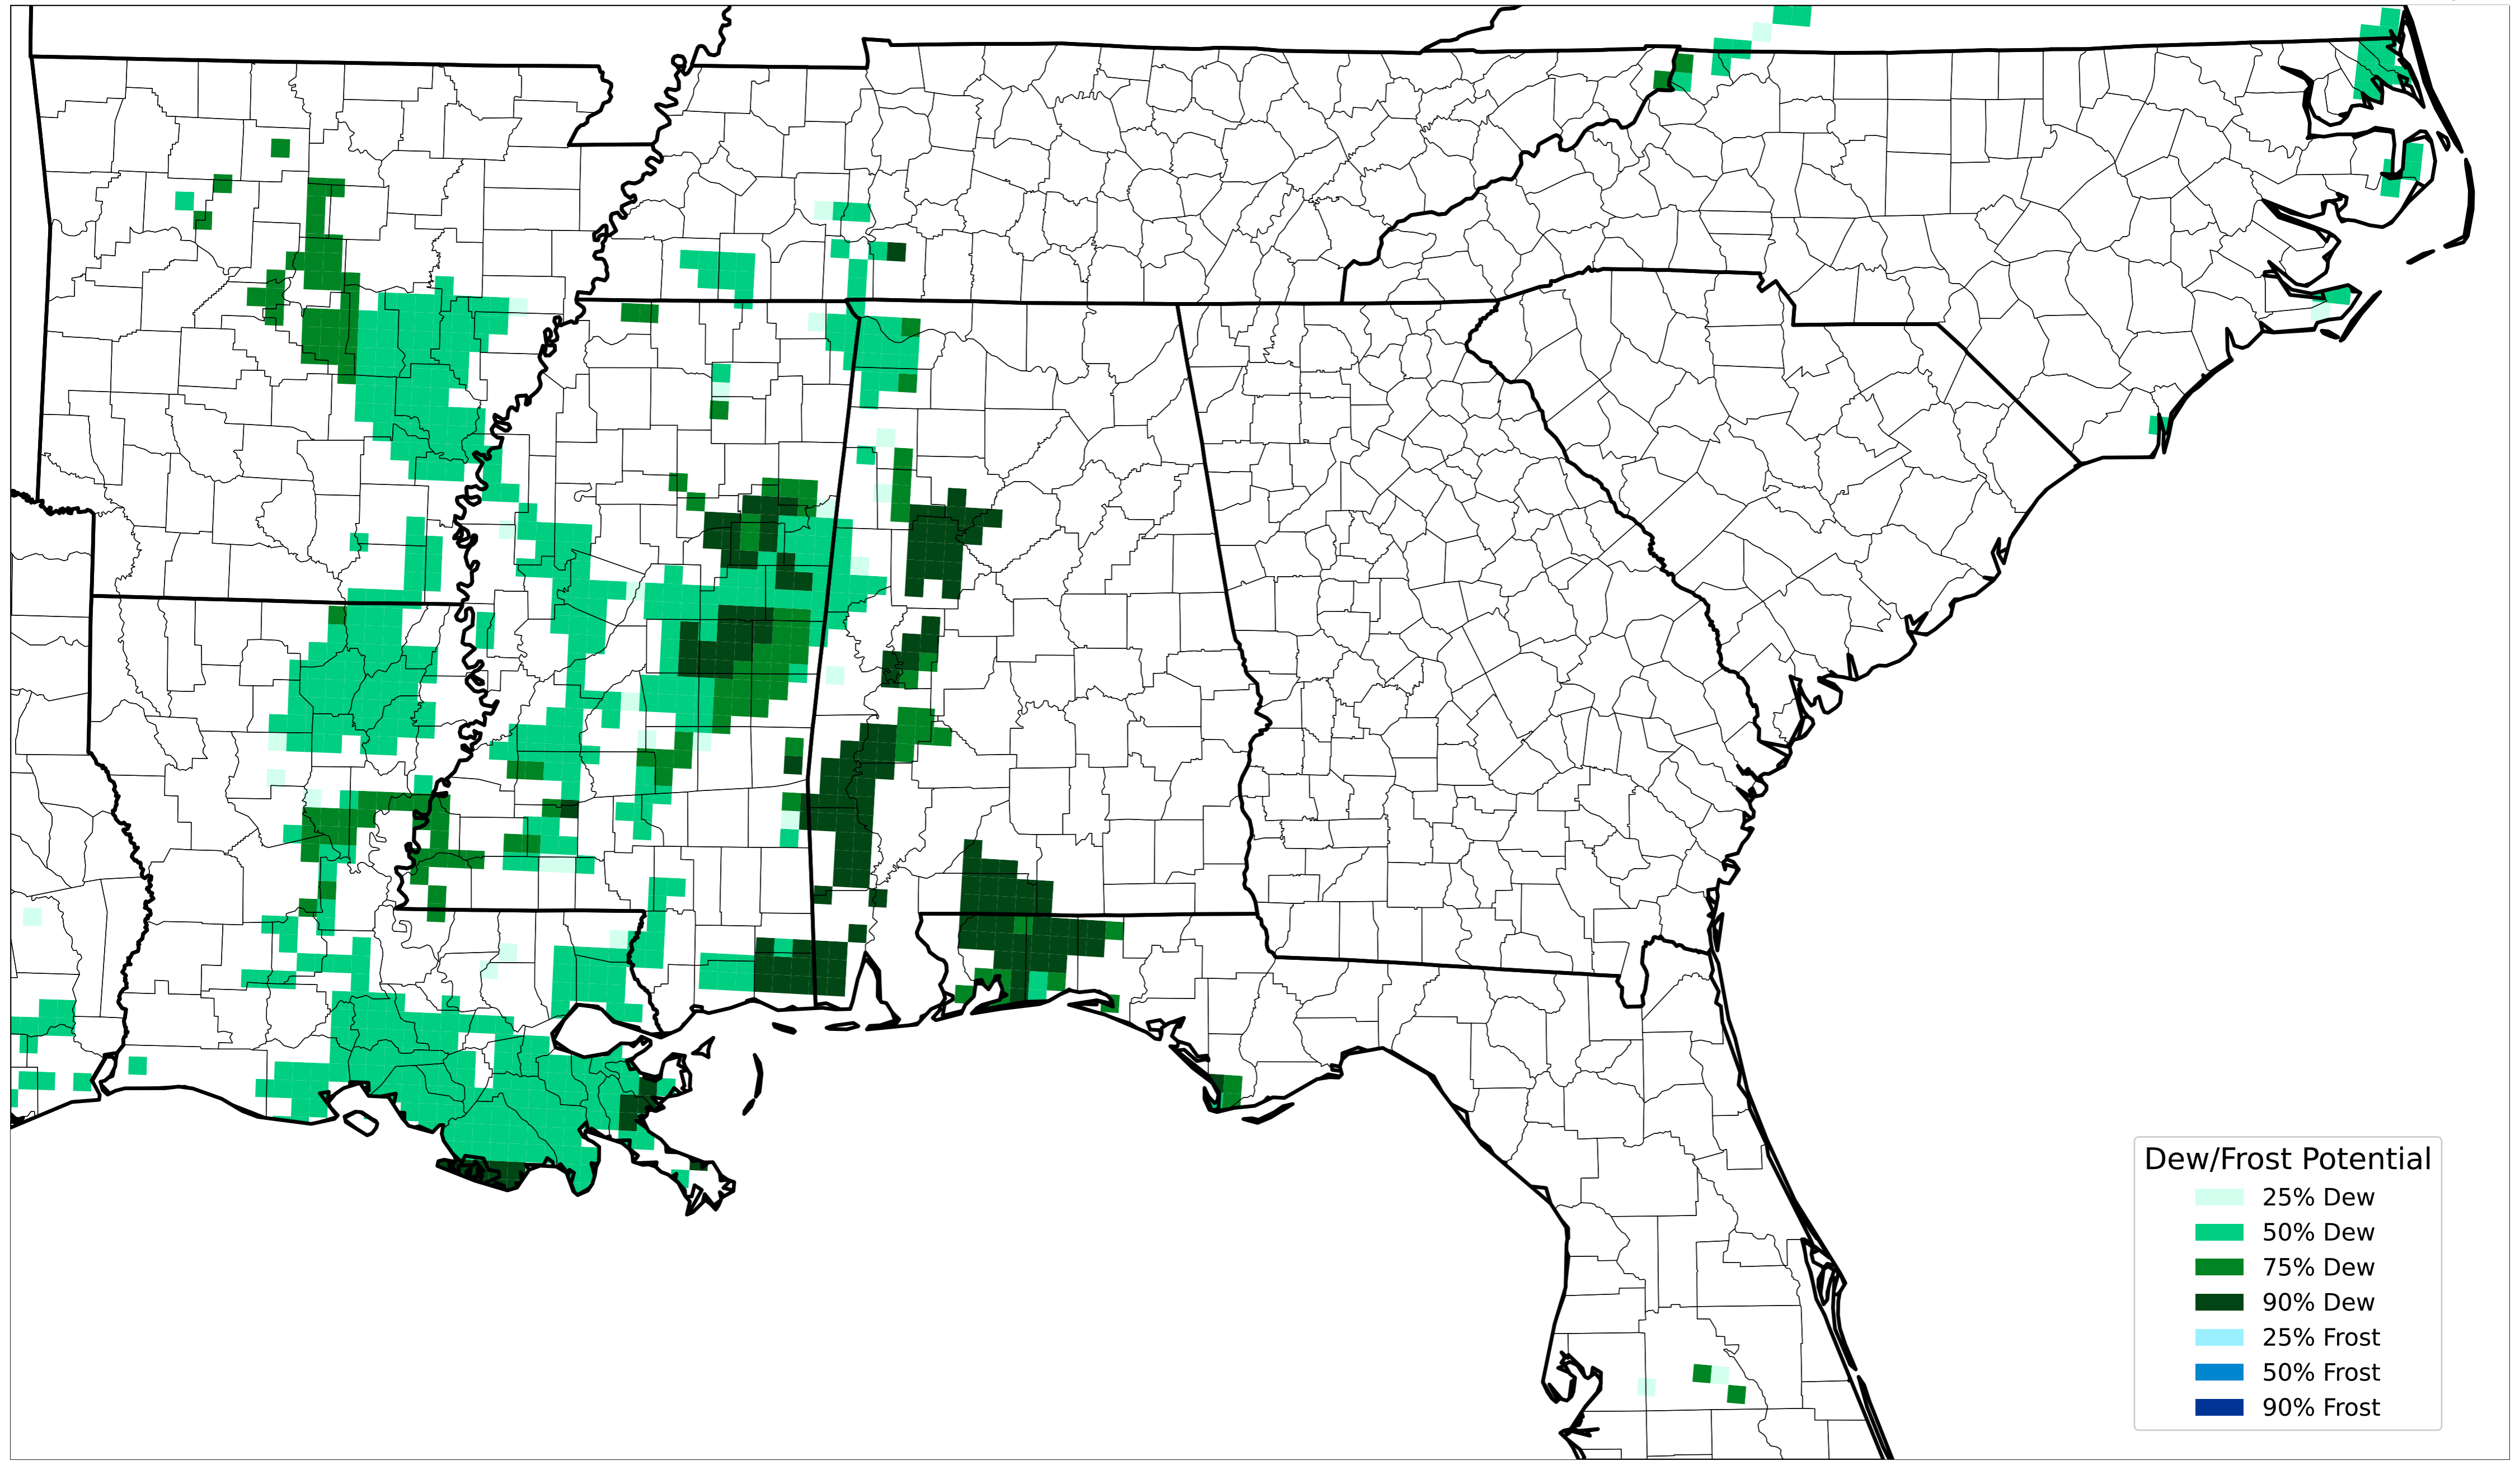 Dew/Frost Potential
25% Dew
50% Dew
75% Dew
90% Dew
25% Frost
50% Frost
90% Frost